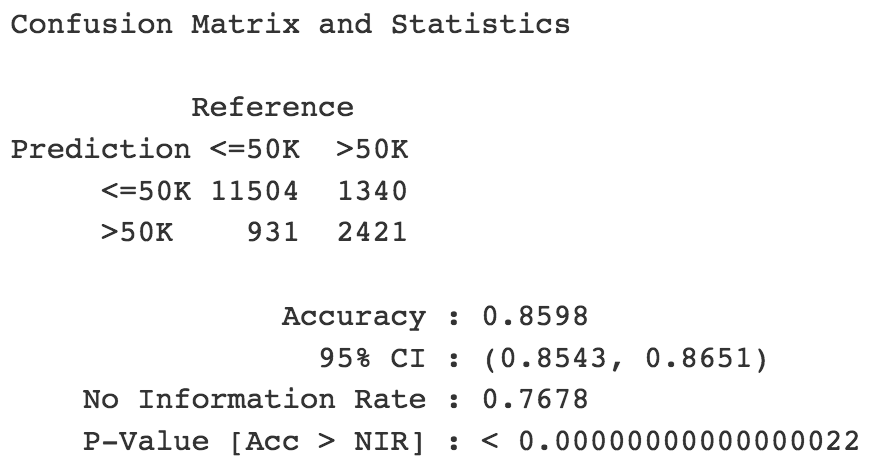 Confusion Matrix and Statistics
Reference
Prediction <=50K >50K
<=50K 11504 1340
>50K 931 2421
Accuracy : 0.8598
95% CI : (0.8543, 0.8651)
No Information Rate : 0.7678
P-Value [Acc > NIR] : < 0.00000000000000022